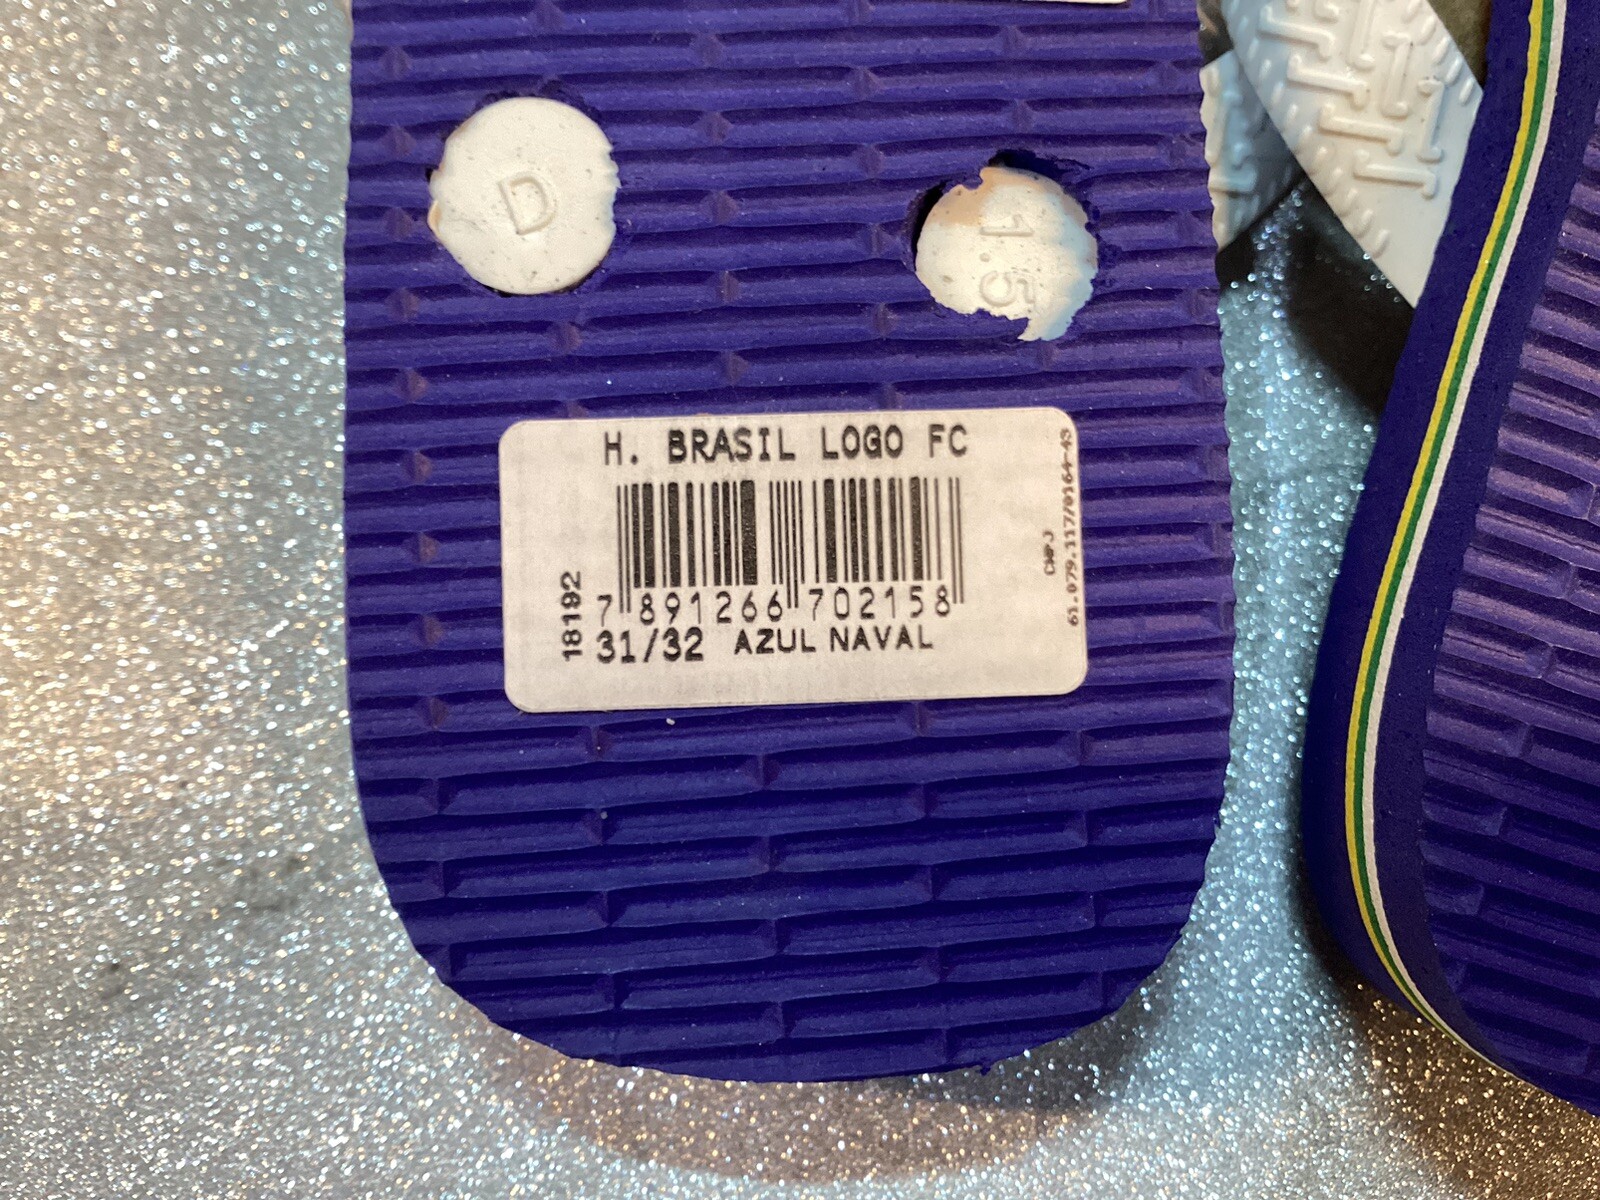 D
1.5
H. BRASIL LOGO FC
18192
7 891266 702158
31/32 AZUL NAVAL
CNPJ
61.079.117/0164-43